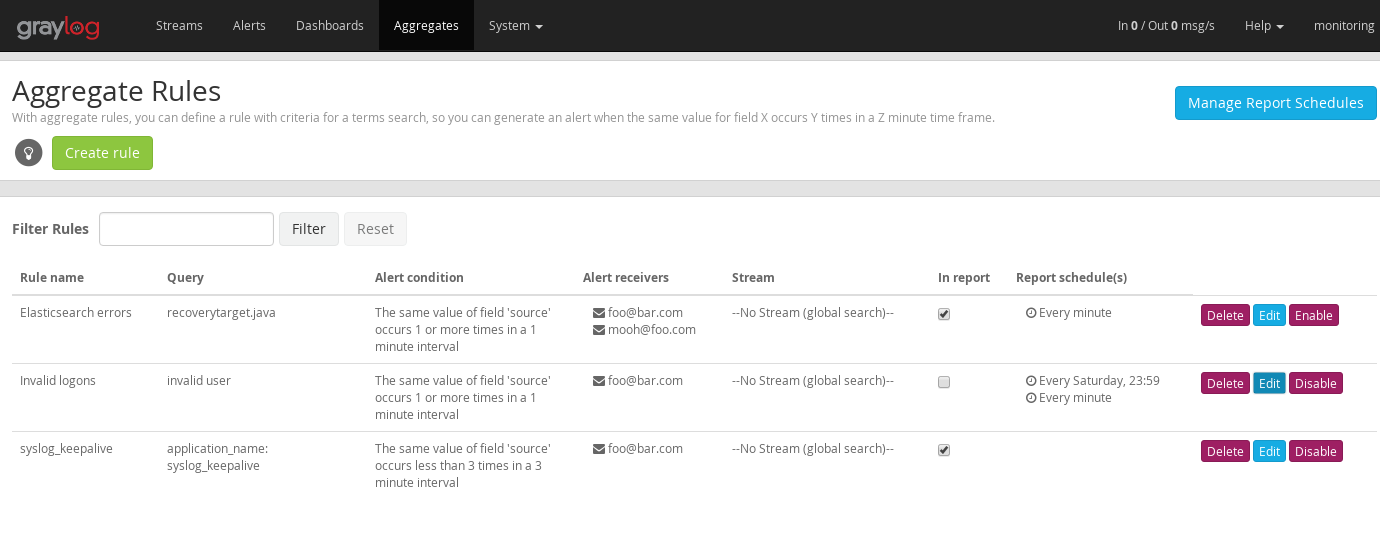 graylog Streams Alerts Dashboards Aggregates System In 0 / Out 0 msg/s Help monitoring
Aggregate Rules
Manage Report Schedules
With aggregate rules, you can define a rule with criteria for a terms search, so you can generate an alert when the same value for field X occurs Y times in a Z minute time frame.
Create rule
Filter Rules Filter Reset
Rule name Query Alert condition Alert receivers Stream In report Report schedule(s)
Elasticsearch errors recoverytarget.java The same value of field 'source' foo@bar.com --No Stream (global search)-- Every minute Delete Edit Enable
occurs 1 or more times in a 1 mooh@foo.com
minute interval
Invalid logons invalid user The same value of field 'source' foo@bar.com --No Stream (global search)-- Every Saturday, 23:59 Delete Edit Disable
occurs 1 or more times in a 1 Every minute
minute interval
syslog_keepalive application_name: The same value of field 'source' foo@bar.com --No Stream (global search)-- Delete Edit Disable
syslog_keepalive occurs less than 3 times in a 3
minute interval